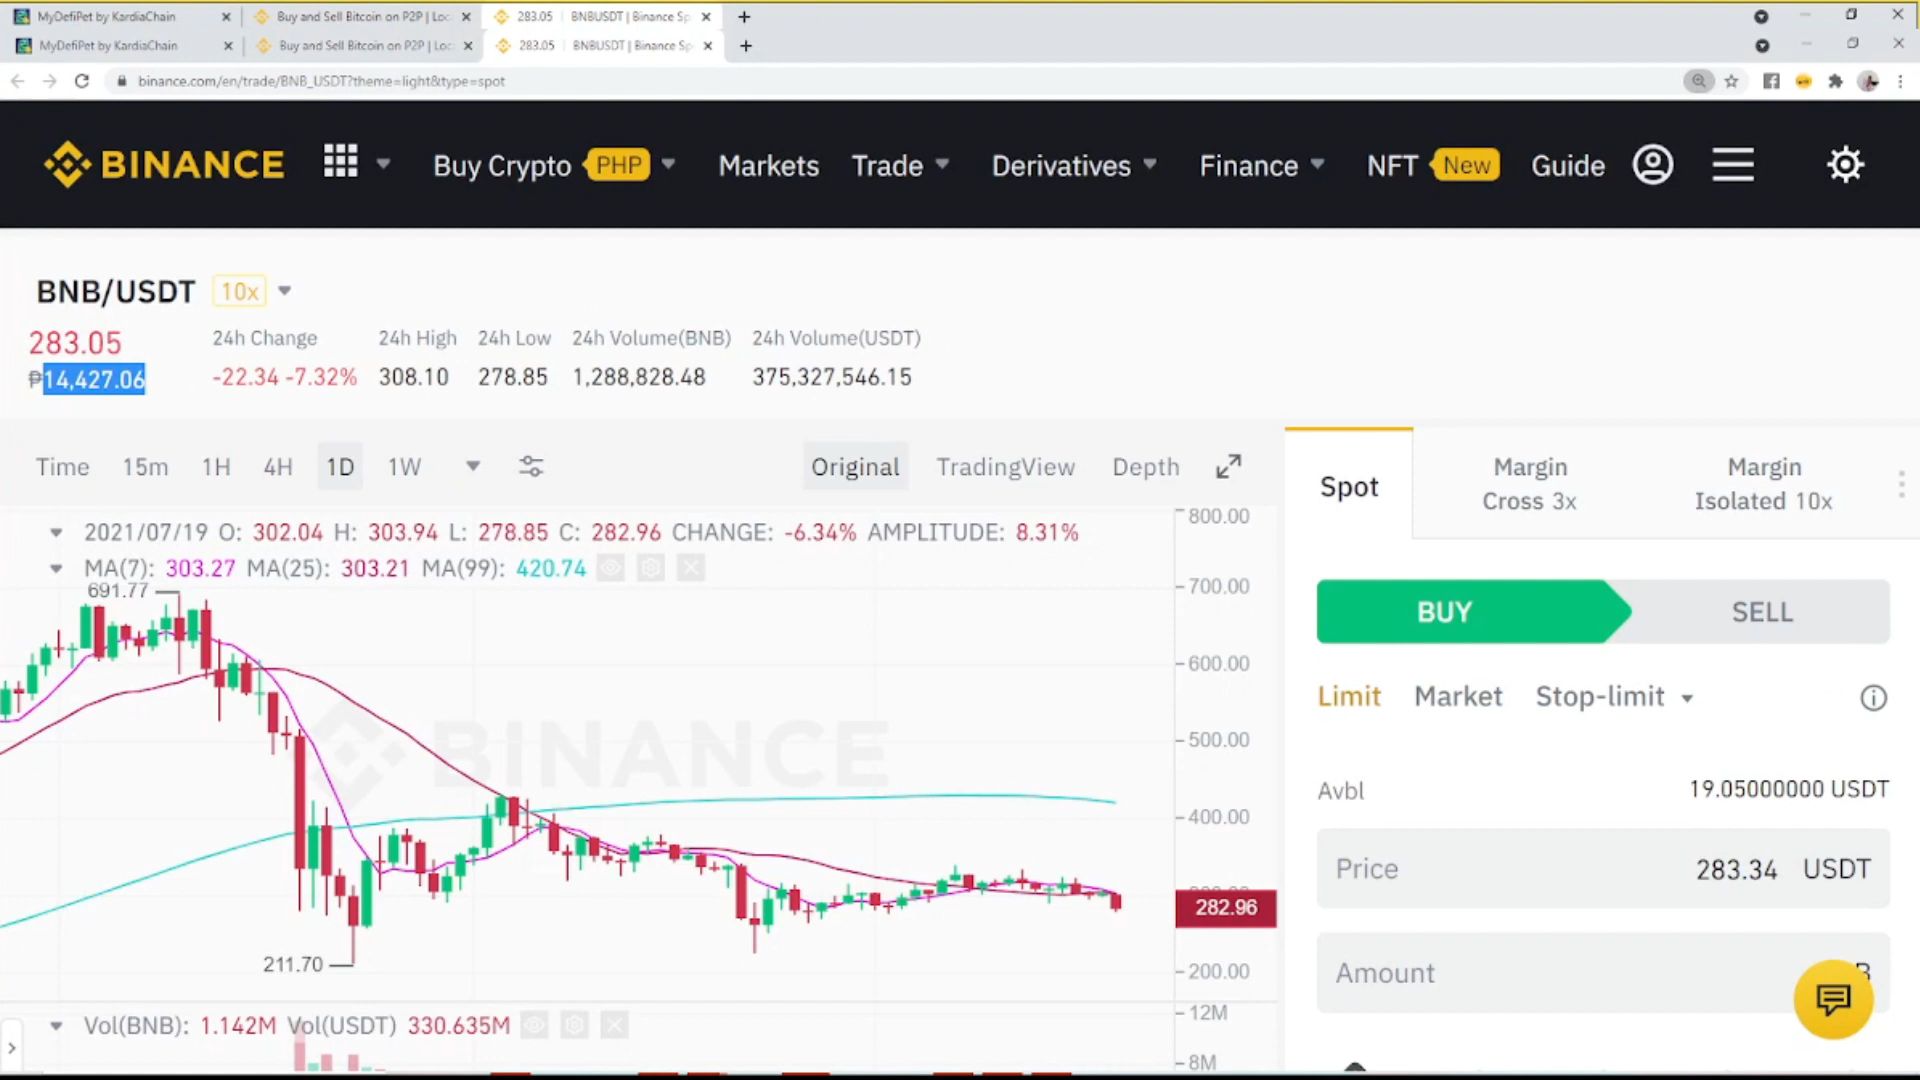 MyDefiPet by KardiaChain Buy and Sell Bitcoin on P2P | Loc 283.05 BNBUSDT | Binance Sp
MyDefiPet by KardiaChain Buy and Sell Bitcoin on P2P | Loc 283.05 BNBUSDT | Binance Sp
binance.com/en/trade/BNB_USDT?theme=light&type=spot
BINANCE Buy Crypto PHP Markets Trade Derivatives Finance NFT New Guide
BNB/USDT 10x
283.05 24h Change 24h High 24h Low 24h Volume(BNB) 24h Volume(USDT)
₱14,427.06 -22.34 -7.32% 308.10 278.85 1,288,828.48 375,327,546.15
Time 15m 1H 4H 1D 1W Original TradingView Depth
Spot
Margin
Cross 3x
Margin
Isolated 10x
2021/07/19 O: 302.04 H: 303.94 L: 278.85 C: 282.96 CHANGE: -6.34% AMPLITUDE: 8.31%
MA(7): 303.27 MA(25): 303.21 MA(99): 420.74
691.77
BINANCE
211.70
800.00
700.00
600.00
500.00
400.00
282.96
200.00
Vol(BNB): 1.142M Vol(USDT) 330.635M
12M
8M
BUY SELL
Limit Market Stop-limit
Avbl 19.05000000 USDT
Price 283.34 USDT
Amount